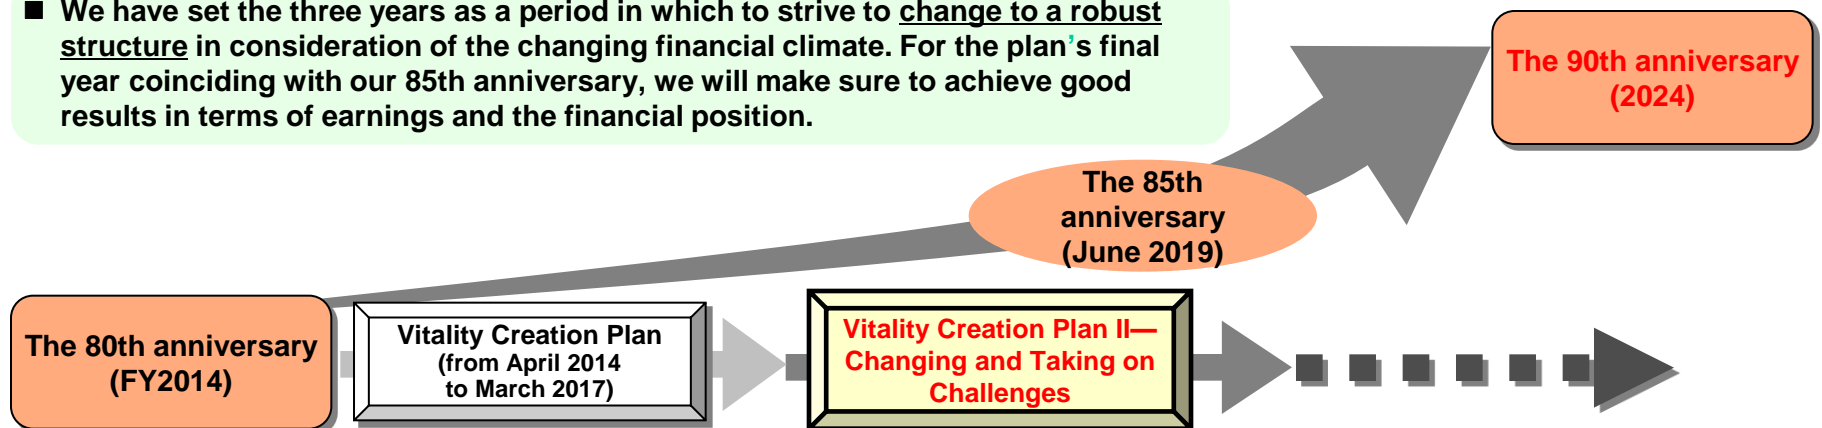 ■ We have set the three years as a period in which to strive to change to a robust
structure in consideration of the changing financial climate. For the plan’s final
year coinciding with our 85th anniversary, we will make sure to achieve good
results in terms of earnings and the financial position.
The 90th anniversary
(2024)
The 85th
anniversary
(June 2019)
The 80th anniversary
(FY2014)
Vitality Creation Plan
(from April 2014
to March 2017)
Vitality Creation Plan II—
Changing and Taking on
Challenges